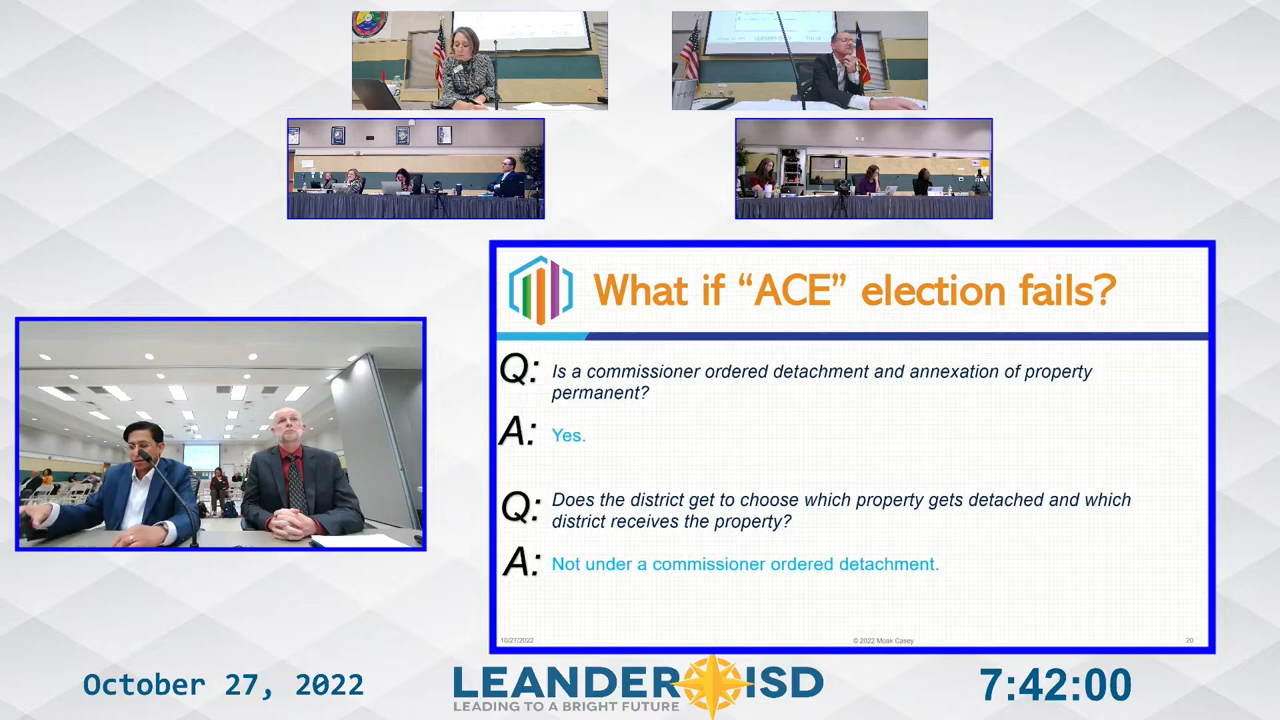 What if “ACE” election fails?
Q: Is a commissioner ordered detachment and annexation of property
permanent?
A: Yes.
Q: Does the district get to choose which property gets detached and which
district receives the property?
A: Not under a commissioner ordered detachment.
10/27/2022 © 2022 Moak Casey 20
October 27, 2022
LEANDER ISD
LEADING TO A BRIGHT FUTURE
7:42:00